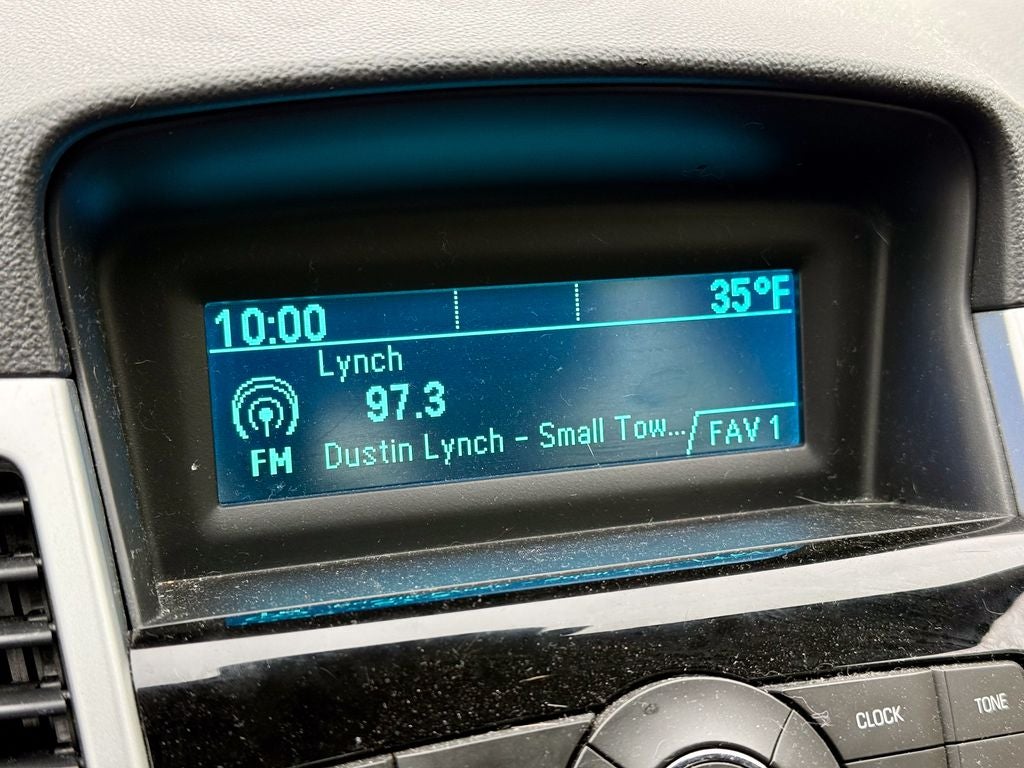 10:00 35°F
Lynch
97.3
FM Dustin Lynch - Small Tow... FAV 1
CLOCK TONE